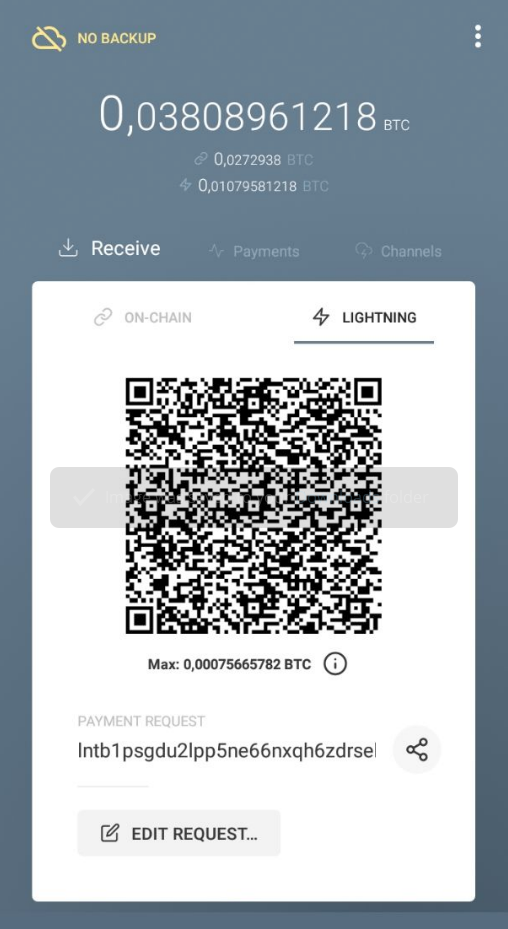 NO BACKUP
0,03808961218 BTC
0,0272938 BTC
0,01079581218 BTC
Receive Payments Channels
ON-CHAIN LIGHTNING
Max: 0,00075665782 BTC
PAYMENT REQUEST
lntb1psgdu2lpp5ne66nxqh6zdrsel
EDIT REQUEST...